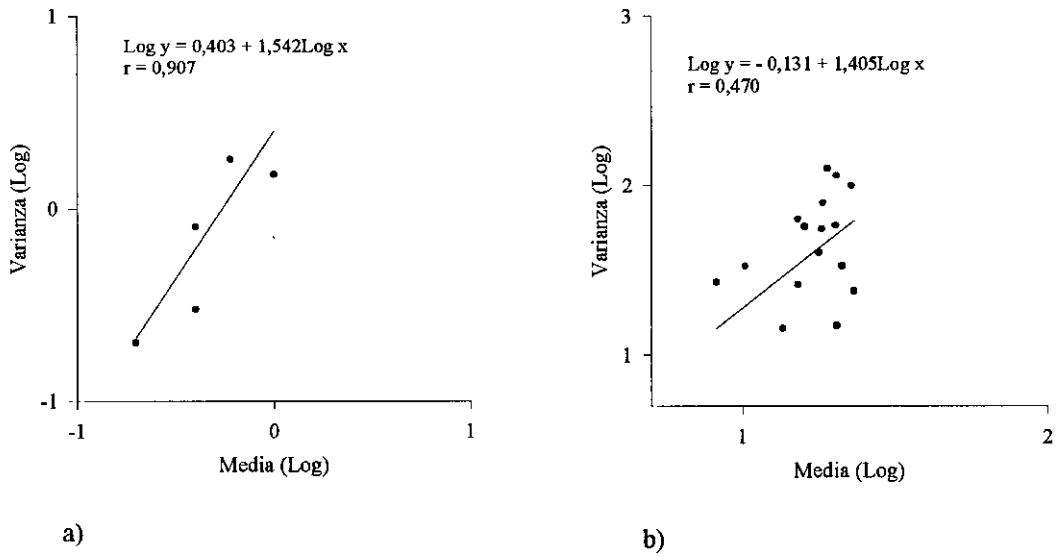 1
Log y = 0,403 + 1,542Log x
r = 0,907
Varianza (Log)
0
-1
-1
0
1
Media (Log)
a)
3
Log y = - 0,131 + 1,405Log x
r = 0,470
Varianza (Log)
2
1
1
2
Media (Log)
b)